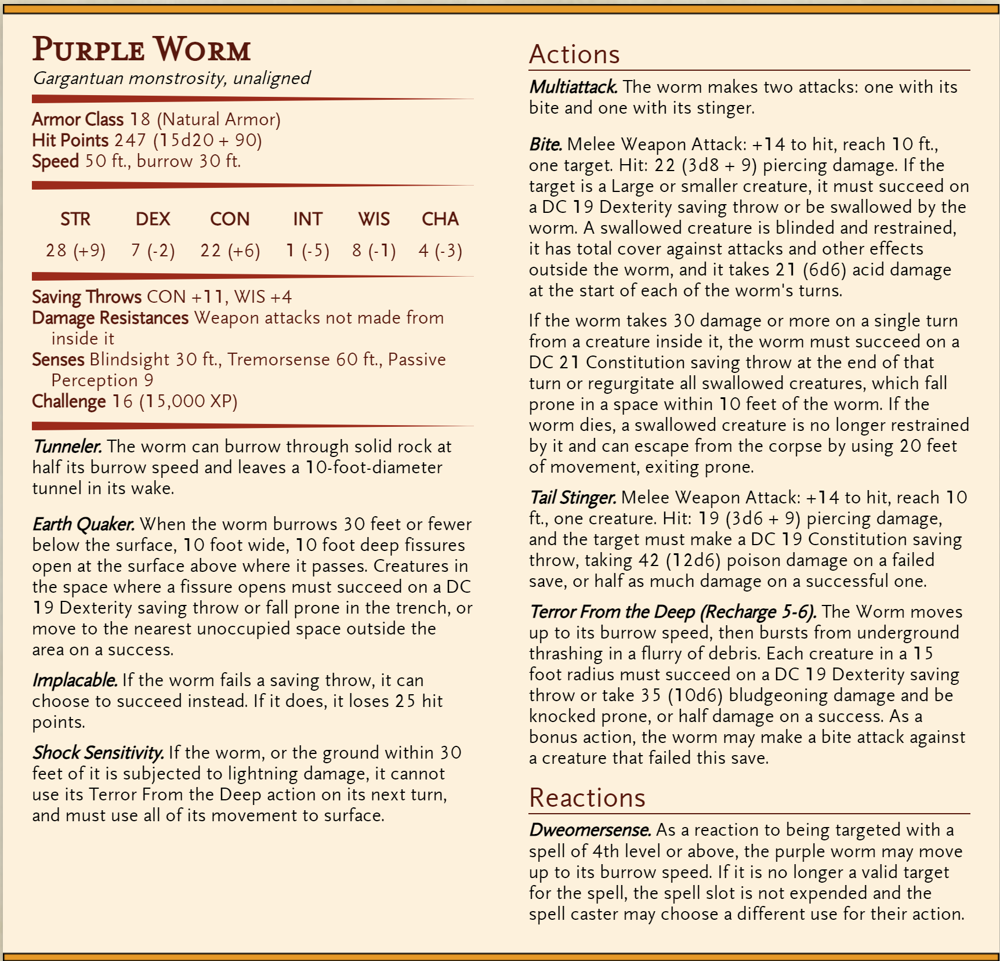 Purple Worm
Gargantuan monstrosity, unaligned
Armor Class 18 (Natural Armor)
Hit Points 247 (15d20 + 90)
Speed 50 ft., burrow 30 ft.
STR DEX CON INT WIS CHA
28 (+9) 7 (-2) 22 (+6) 1 (-5) 8 (-1) 4 (-3)
Saving Throws CON +11, WIS +4
Damage Resistances Weapon attacks not made from
inside it
Senses Blindsight 30 ft., Tremorsense 60 ft., Passive
Perception 9
Challenge 16 (15,000 XP)
Tunneler. The worm can burrow through solid rock at
half its burrow speed and leaves a 10-foot-diameter
tunnel in its wake.
Earth Quaker. When the worm burrows 30 feet or fewer
below the surface, 10 foot wide, 10 foot deep fissures
open at the surface above where it passes. Creatures in
the space where a fissure opens must succeed on a DC
19 Dexterity saving throw or fall prone in the trench, or
move to the nearest unoccupied space outside the
area on a success.
Implacable. If the worm fails a saving throw, it can
choose to succeed instead. If it does, it loses 25 hit
points.
Shock Sensitivity. If the worm, or the ground within 30
feet of it is subjected to lightning damage, it cannot
use its Terror From the Deep action on its next turn,
and must use all of its movement to surface.
Actions
Multiattack. The worm makes two attacks: one with its
bite and one with its stinger.
Bite. Melee Weapon Attack: +14 to hit, reach 10 ft.,
one target. Hit: 22 (3d8 + 9) piercing damage. If the
target is a Large or smaller creature, it must succeed on
a DC 19 Dexterity saving throw or be swallowed by the
worm. A swallowed creature is blinded and restrained,
it has total cover against attacks and other effects
outside the worm, and it takes 21 (6d6) acid damage
at the start of each of the worm's turns.
If the worm takes 30 damage or more on a single turn
from a creature inside it, the worm must succeed on a
DC 21 Constitution saving throw at the end of that
turn or regurgitate all swallowed creatures, which fall
prone in a space within 10 feet of the worm. If the
worm dies, a swallowed creature is no longer restrained
by it and can escape from the corpse by using 20 feet
of movement, exiting prone.
Tail Stinger. Melee Weapon Attack: +14 to hit, reach 10
ft., one creature. Hit: 19 (3d6 + 9) piercing damage,
and the target must make a DC 19 Constitution saving
throw, taking 42 (12d6) poison damage on a failed
save, or half as much damage on a successful one.
Terror From the Deep (Recharge 5-6). The Worm moves
up to its burrow speed, then bursts from underground
thrashing in a flurry of debris. Each creature in a 15
foot radius must succeed on a DC 19 Dexterity saving
throw or take 35 (10d6) bludgeoning damage and be
knocked prone, or half damage on a success. As a
bonus action, the worm may make a bite attack against
a creature that failed this save.
Reactions
Dweomersense. As a reaction to being targeted with a
spell of 4th level or above, the purple worm may move
up to its burrow speed. If it is no longer a valid target
for the spell, the spell slot is not expended and the
spell caster may choose a different use for their action.